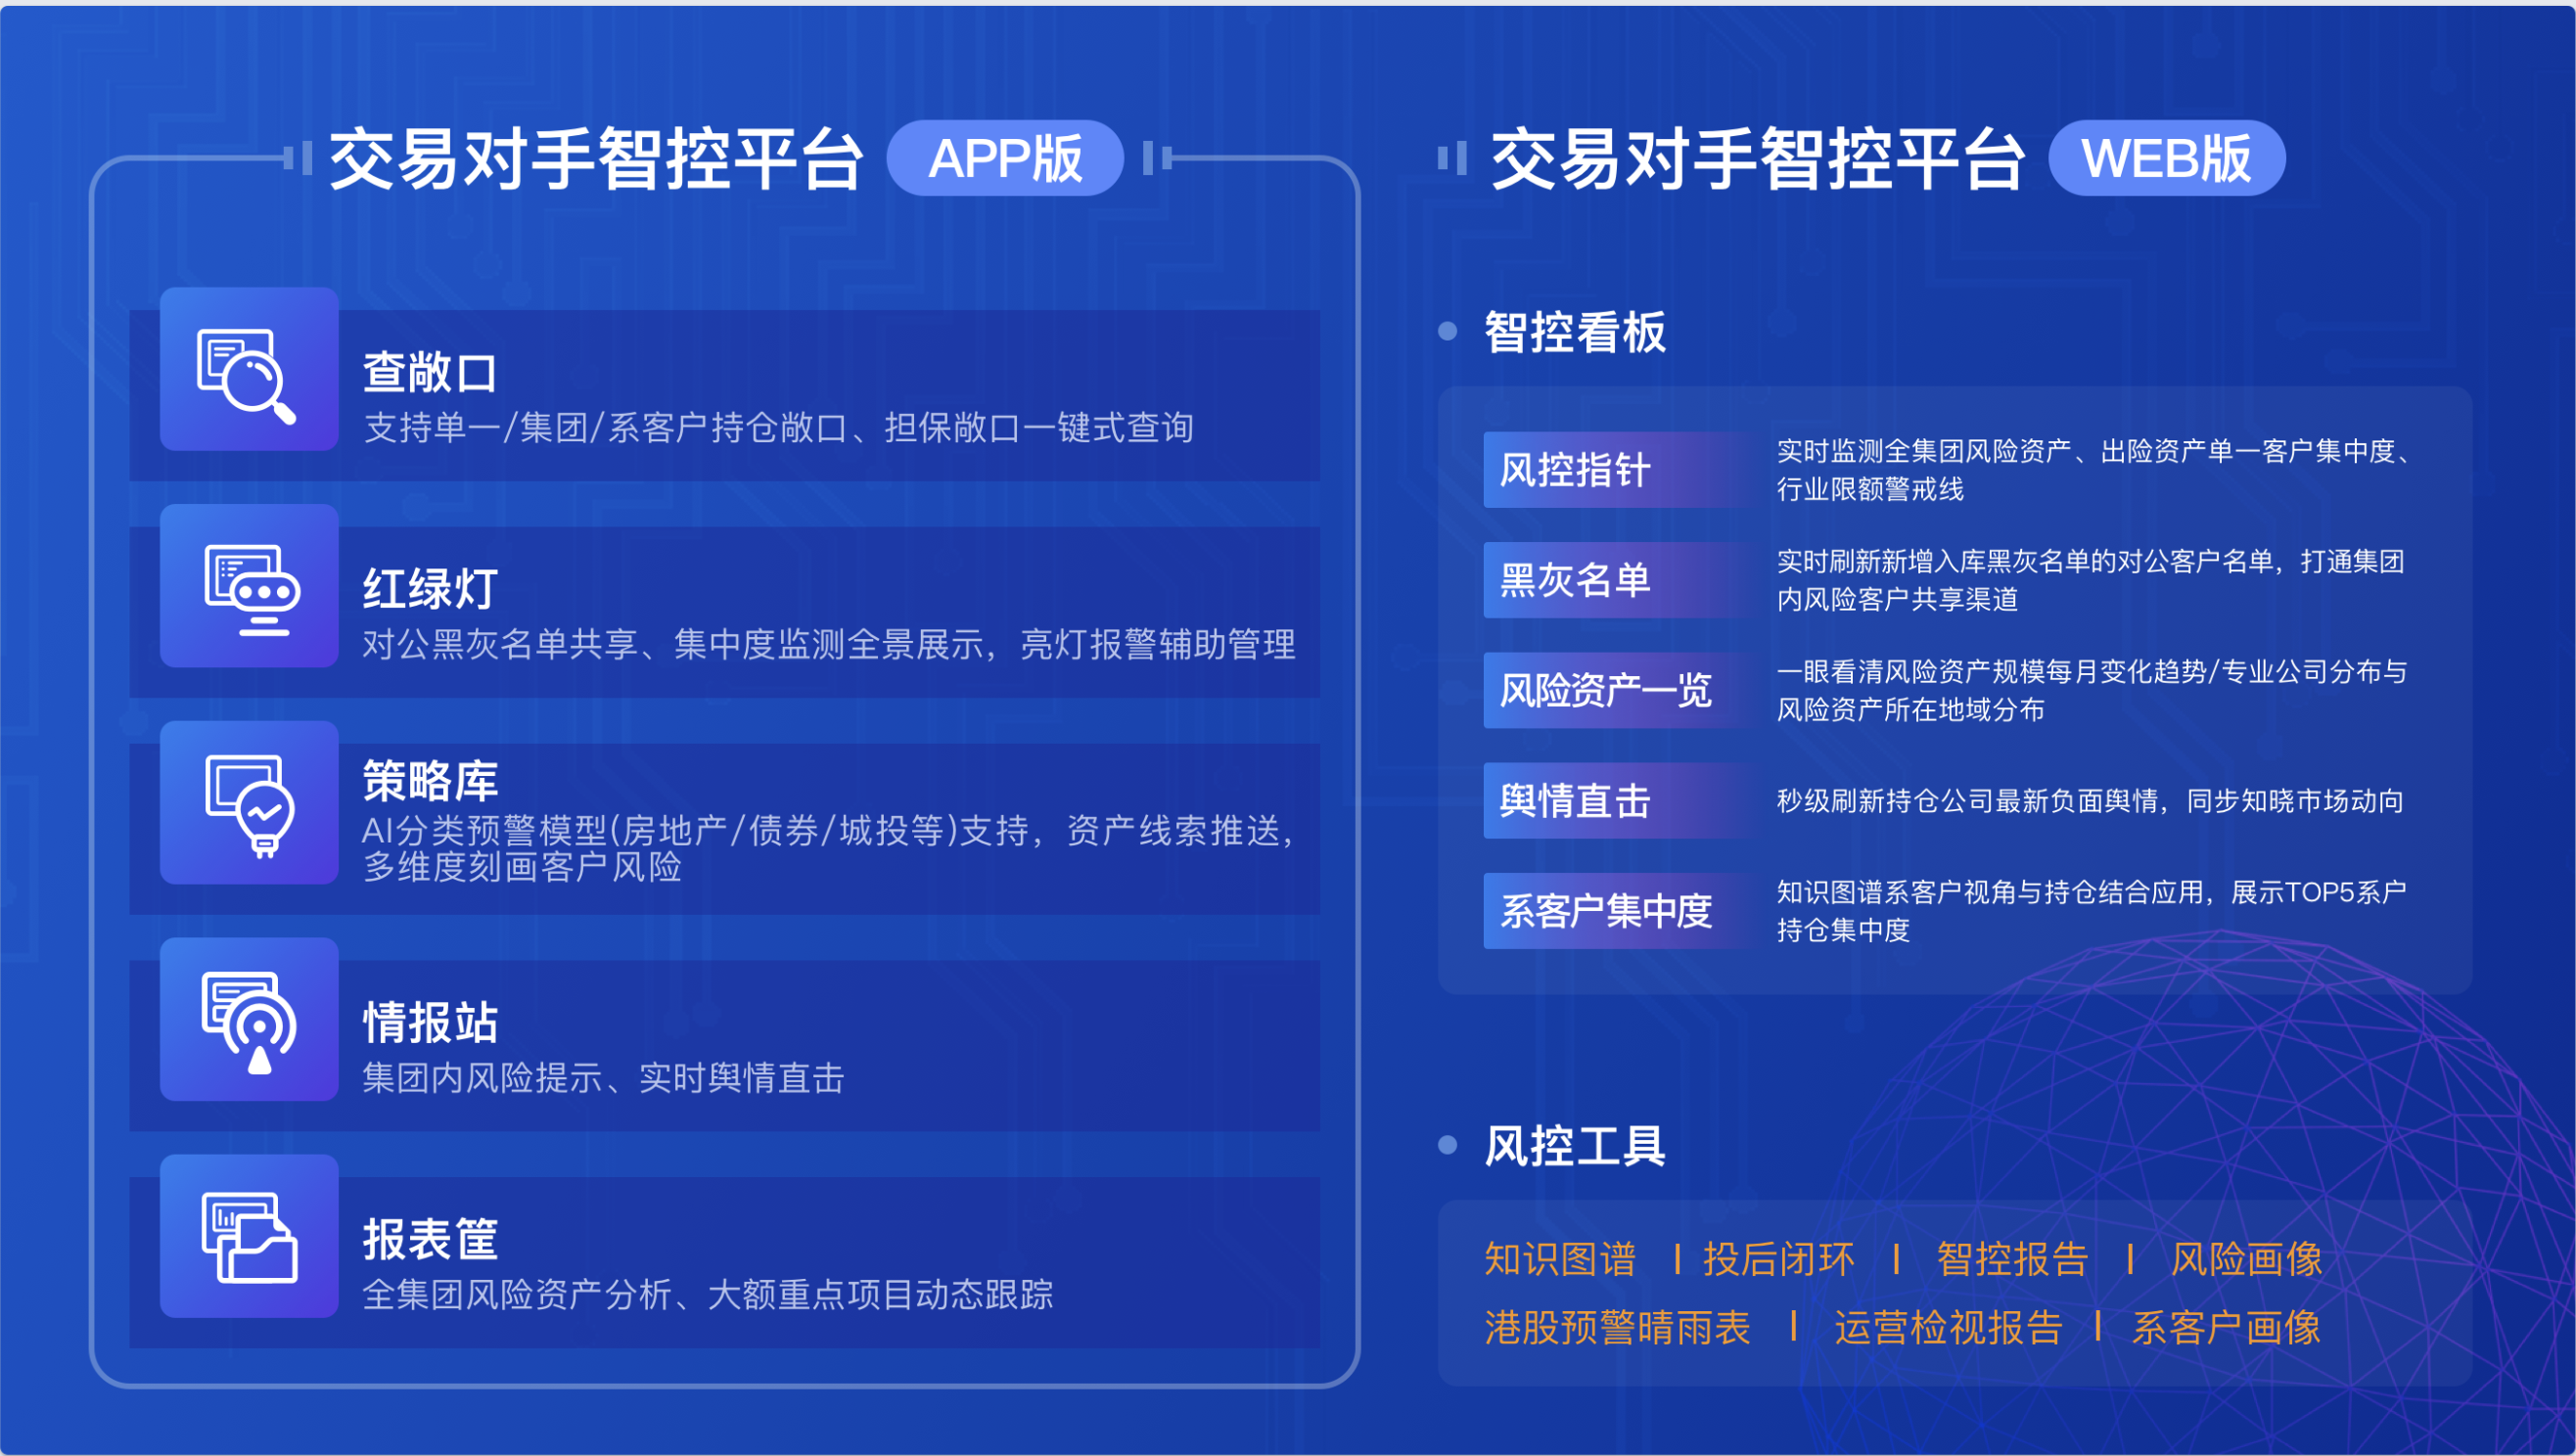 交易对手智控平台 APP版
查敞口
支持单一/集团/系客户持仓敞口、担保敞口一键式查询
红绿灯
对公黑灰名单共享、集中度监测全景展示，亮灯报警辅助管理
策略库
AI分类预警模型(房地产/债券/城投等)支持，资产线索推送，
多维度刻画客户风险
情报站
集团内风险提示、实时舆情直击
报表筐
全集团风险资产分析、大额重点项目动态跟踪
交易对手智控平台 WEB版
智控看板
风控指针
实时监测全集团风险资产、出险资产单一客户集中度、
行业限额警戒线
黑灰名单
实时刷新新增入库黑灰名单的对公客户名单，打通集团
内风险客户共享渠道
风险资产一览
一眼看清风险资产规模每月变化趋势/专业公司分布与
风险资产所在地域分布
舆情直击
秒级刷新持仓公司最新负面舆情，同步知晓市场动向
系客户集中度
知识图谱系客户视角与持仓结合应用，展示TOP5系户
持仓集中度
风控工具
知识图谱 | 投后闭环 | 智控报告 | 风险画像
港股预警晴雨表 | 运营检视报告 | 系客户画像